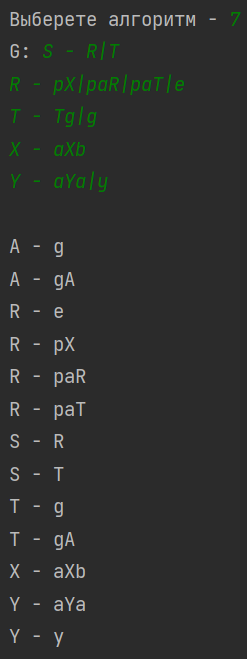 Выберете алгоритм - 7
G: S - R|T
R - pX|paR|paT|e
T - Tg|g
X - aXb
Y - aYa|y
A - g
A - gA
R - e
R - pX
R - paR
R - paT
S - R
S - T
T - g
T - gA
X - aXb
Y - aYa
Y - y